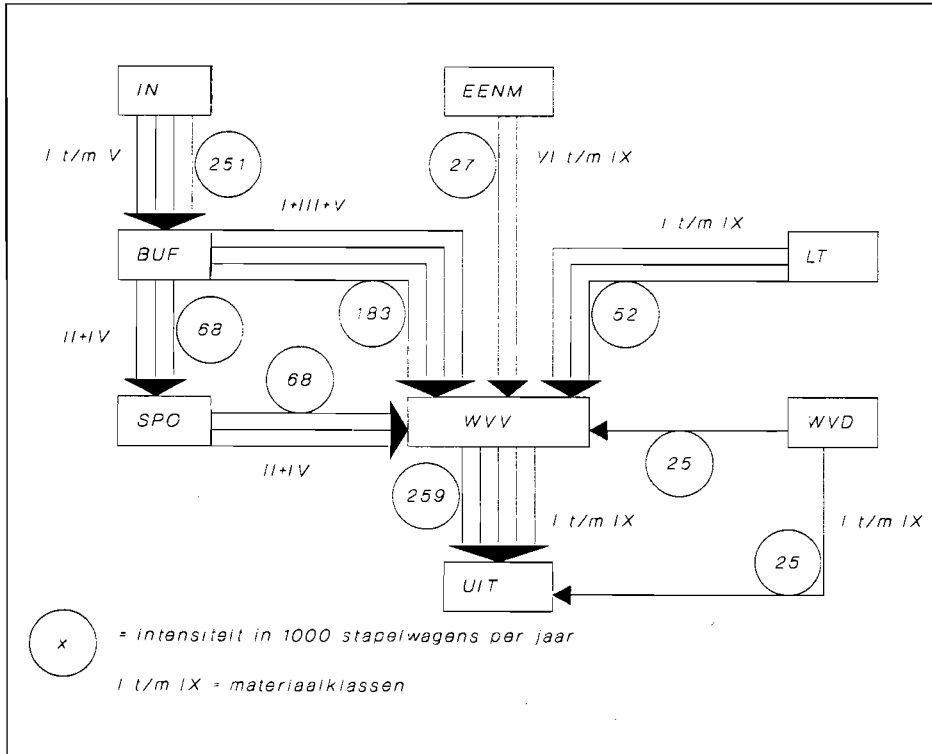 IN
EENM
I t/m V
251
27
VI t/m IX
I+III+V
I t/m IX
BUF
LT
II+IV
68
183
52
68
SPO
WVV
WVD
25
II+IV
259
I t/m IX
I t/m IX
25
UIT
x = intensiteit in 1000 stapelwagens per jaar
I t/m IX = materiaalklassen